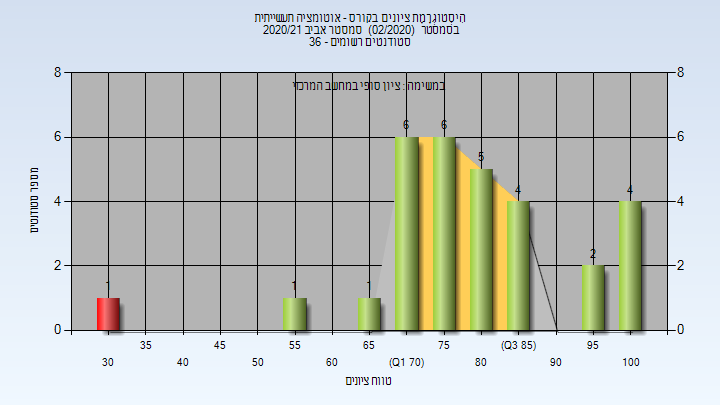 היסטוגרמת ציונים בקורס - אוטומציה תעשייתית
בסמסטר (02/2020) סמסטר אביב 2020/21
סטודנטים רשומים - 36
במשימה : ציון סופי במחשב המרכזי
8 8
6 6
4 4
2 2
0 0
1 1 1 6 6 5 4 2 4
מספר סטודנטים
35 45 55 65 75 (Q3 85) 95
30 40 50 60 (Q1 70) 80 90 100
טווח ציונים